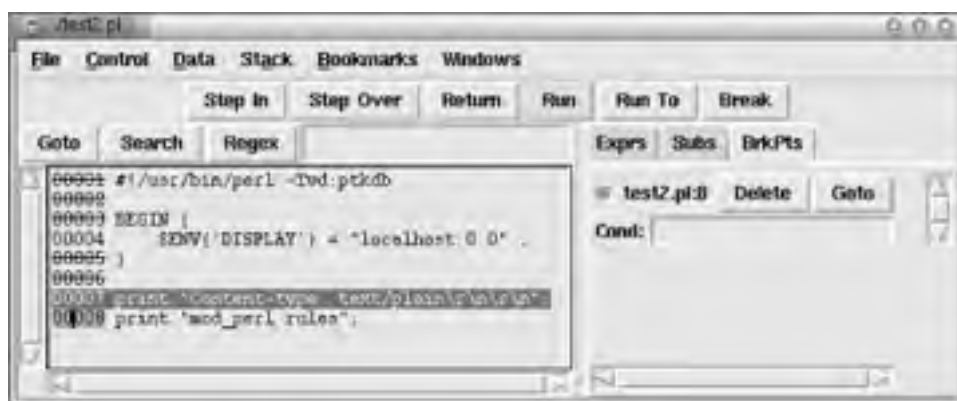 ./test2.pl
File Control Data Stack Bookmarks Windows
Step In Step Over Return Run Run To Break
Goto Search Regex
Exprs Subs BrkPts
00001 #!/usr/bin/perl -Twd:ptkdb
00002
00003 BEGIN {
00004 $ENV{'DISPLAY'} = "localhost:0.0" ;
00005 }
00006
00007 print "Content-type: text/plain\r\n\r\n";
00008 print "mod_perl rules";
test2.pl:8 Delete Goto
Cond: